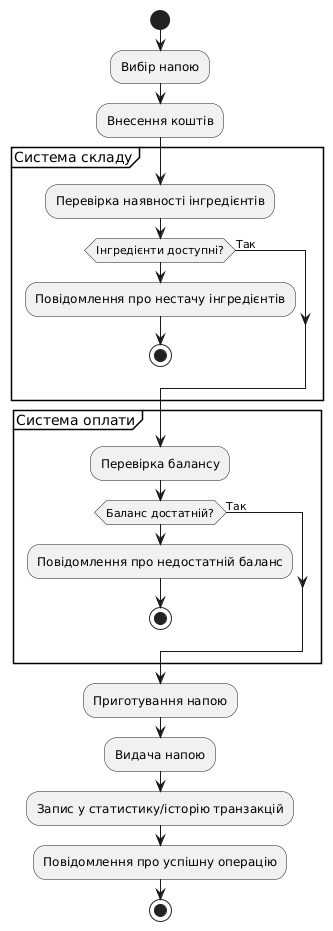 Вибір напою
Внесення коштів
Система складу
Перевірка наявності інгредієнтів
Інгредієнти доступні?
Так
Повідомлення про нестачу інгредієнтів
Система оплати
Перевірка балансу
Баланс достатній?
Так
Повідомлення про недостатній баланс
Приготування напою
Видача напою
Запис у статистику/історію транзакцій
Повідомлення про успішну операцію